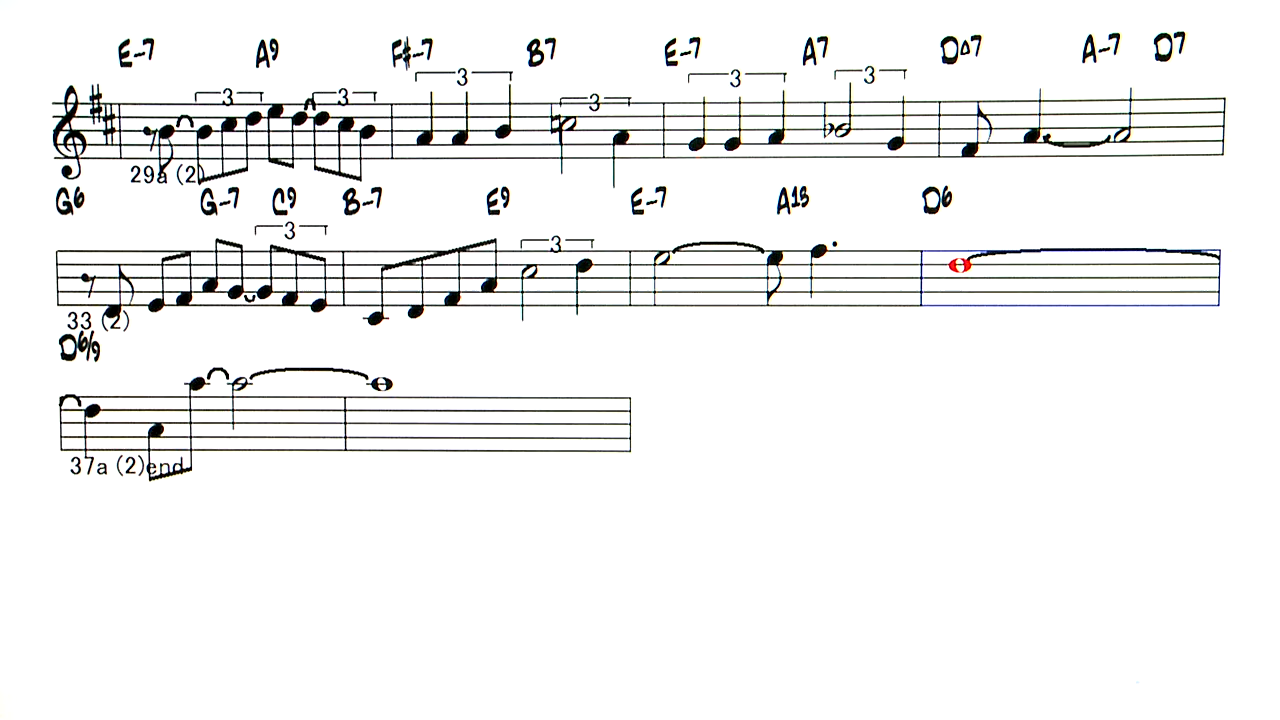 E-7 A9 F#-7 B7 E-7 A7 D△7 A-7 D7
3 3 3 3 3 3
29a (2)
G6 G-7 C9 B-7 E9 E-7 A13 D6
3 3
33 (2)
D6/9
37a (2)end